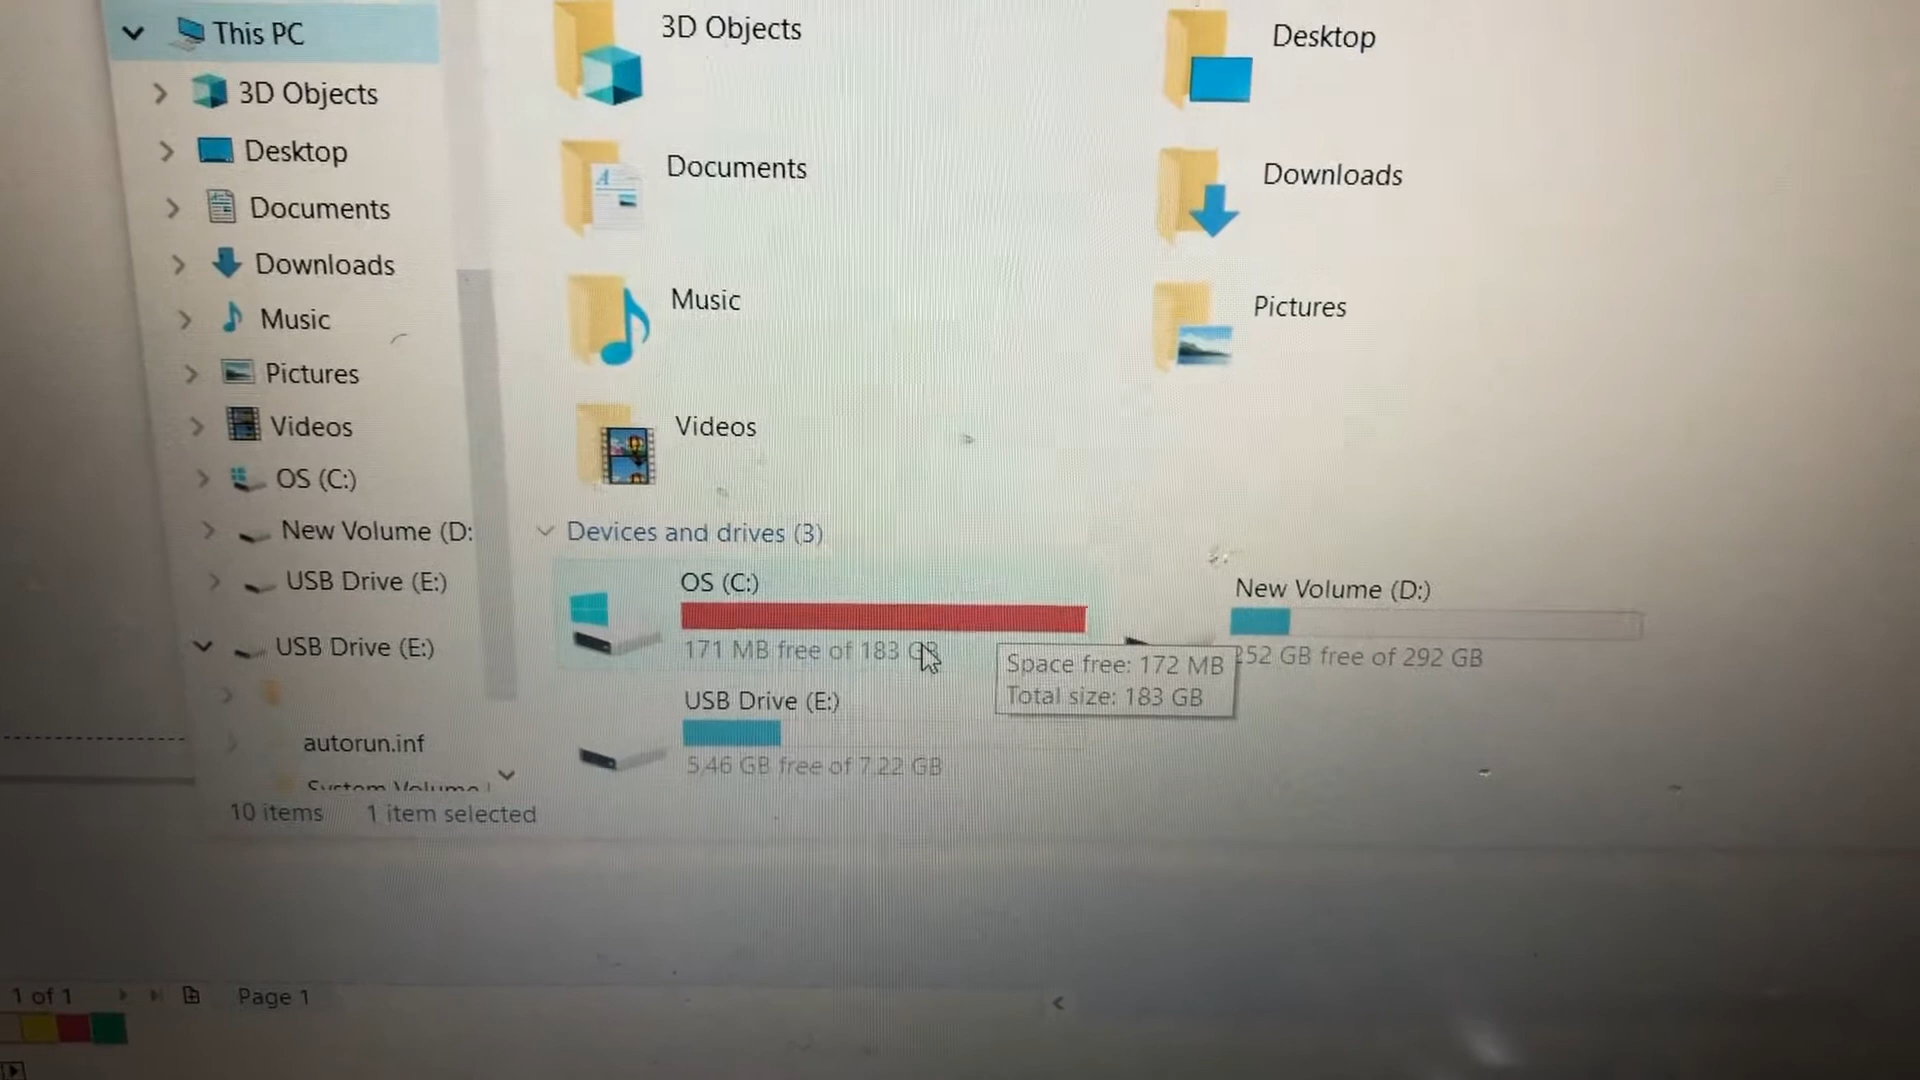 This PC
3D Objects
Desktop
Documents
Downloads
Music
Pictures
Videos
OS (C:)
New Volume (D:
USB Drive (E:)
USB Drive (E:)
autorun.inf
10 items 1 item selected
3D Objects
Desktop
Documents
Downloads
Music
Pictures
Videos
Devices and drives (3)
OS (C:)
171 MB free of 183 GB
New Volume (D:)
252 GB free of 292 GB
Space free: 172 MB
Total size: 183 GB
USB Drive (E:)
5.46 GB free of 7.22 GB
1 of 1 Page 1